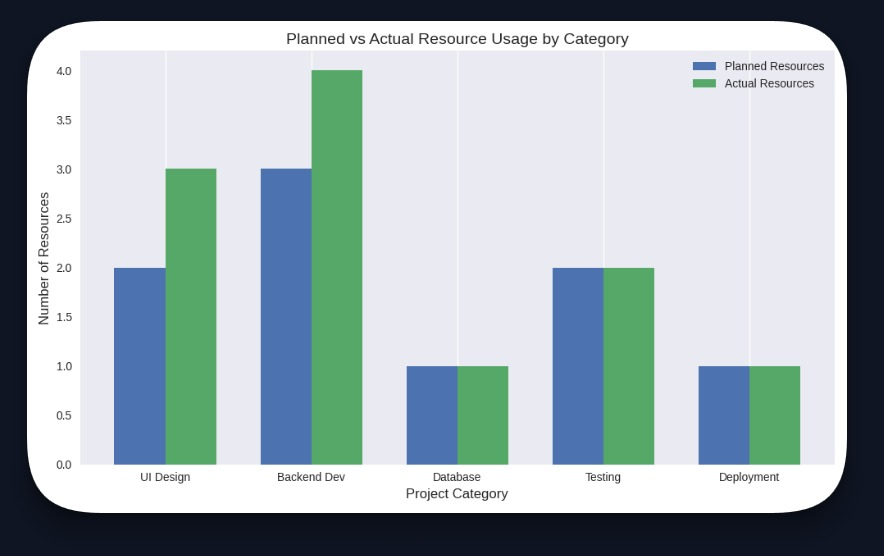 Planned vs Actual Resource Usage by Category
Planned Resources
Actual Resources
Number of Resources
4.0
3.5
3.0
2.5
2.0
1.5
1.0
0.5
0.0
UI Design
Backend Dev
Database
Testing
Deployment
Project Category